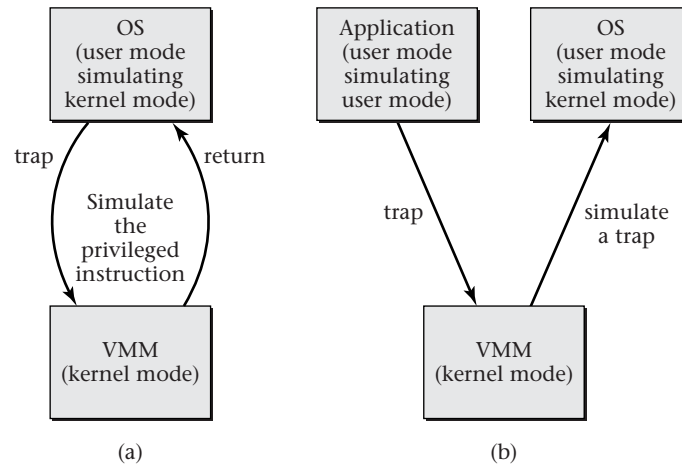 OS
(user mode
simulating
kernel mode)
trap
return
Simulate
the
privileged
instruction
VMM
(kernel mode)
(a)
Application
(user mode
simulating
user mode)
OS
(user mode
simulating
kernel mode)
trap
simulate
a trap
VMM
(kernel mode)
(b)